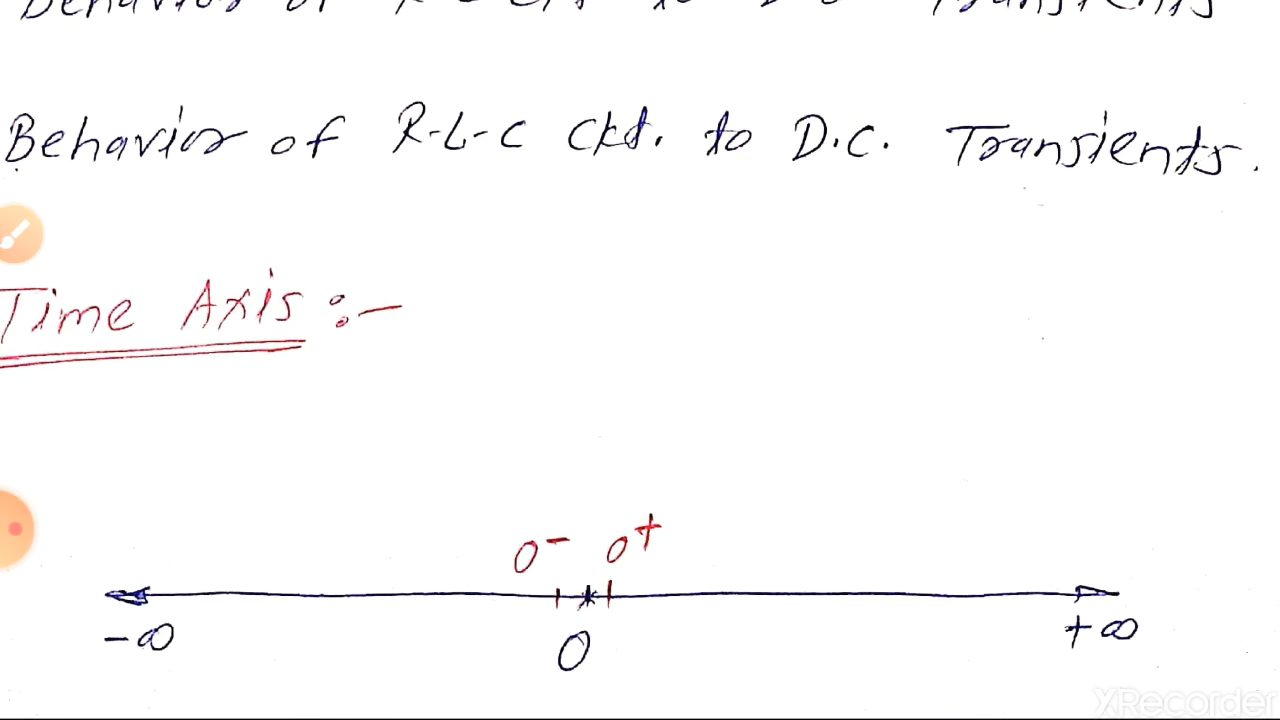 Behavior of R-L-C Ckt. to D.C. Transients.
Time Axis :-
0- 0+
-∞ 0 +∞
XRecorder